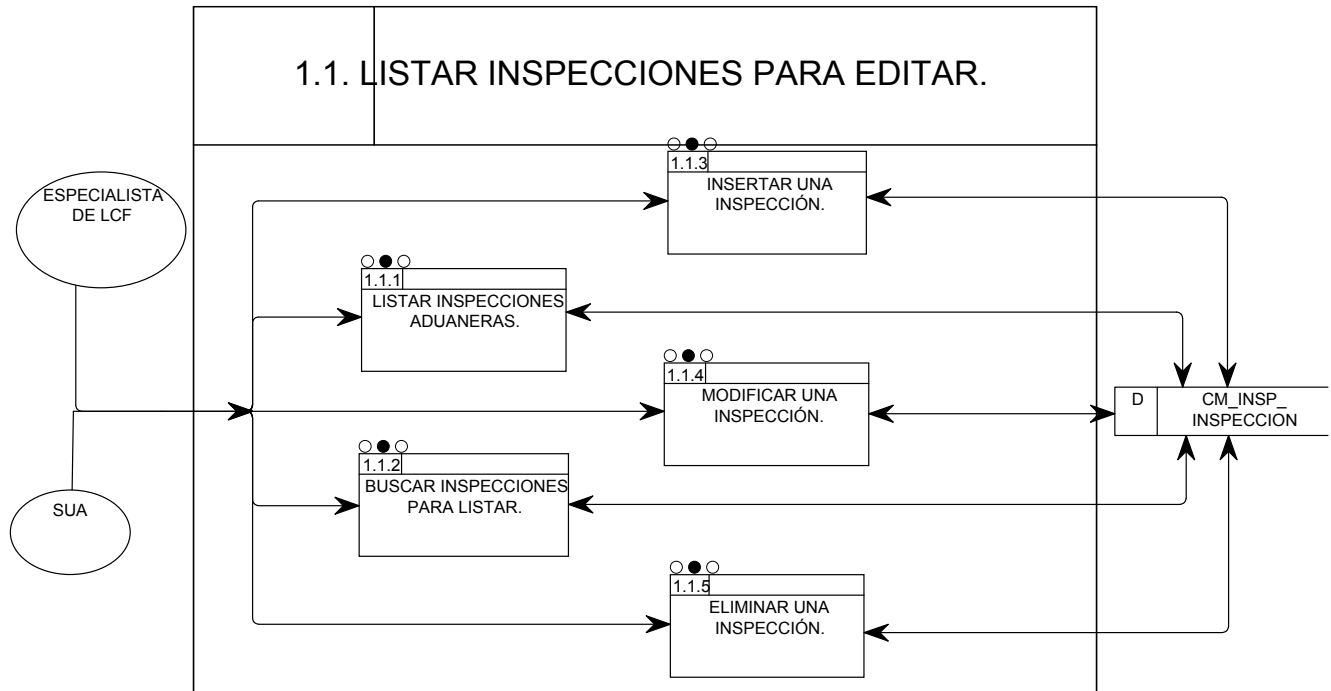 1.1. LISTAR INSPECCIONES PARA EDITAR.
1.1.3
INSERTAR UNA
INSPECCIÓN.
ESPECIALISTA
DE LCF
1.1.1
LISTAR INSPECCIONES
ADUANERAS.
1.1.4
MODIFICAR UNA
INSPECCIÓN.
D
CM_INSP_
INSPECCION
1.1.2
BUSCAR INSPECCIONES
PARA LISTAR.
SUA
1.1.5
ELIMINAR UNA
INSPECCIÓN.